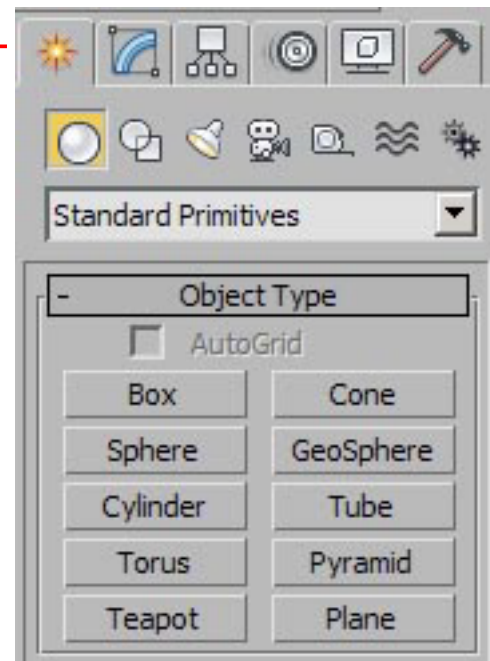 Standard Primitives
- Object Type
AutoGrid
Box Cone
Sphere GeoSphere
Cylinder Tube
Torus Pyramid
Teapot Plane